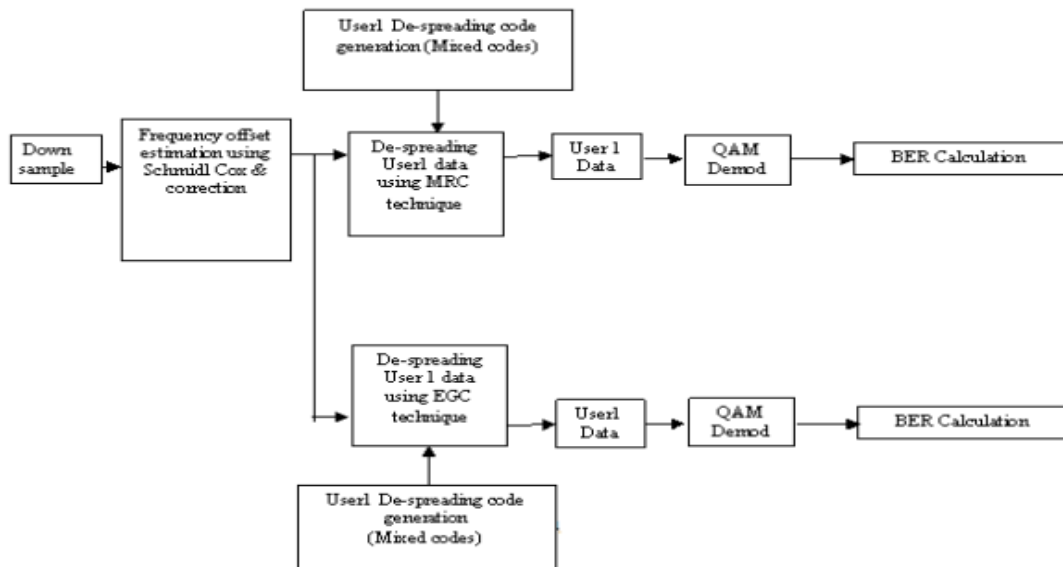 User1 De-spreading code
generation (Mixed codes)
Down
sample
Frequency offset
estimation using
Schmidl Cox &
correction
De-spreading
User1 data
using MRC
technique
User 1
Data
QAM
Demod
BER Calculation
De-spreading
User 1 data
using EGC
technique
User1
Data
QAM
Demod
BER Calculation
User1 De-spreading code
generation
(Mixed codes)